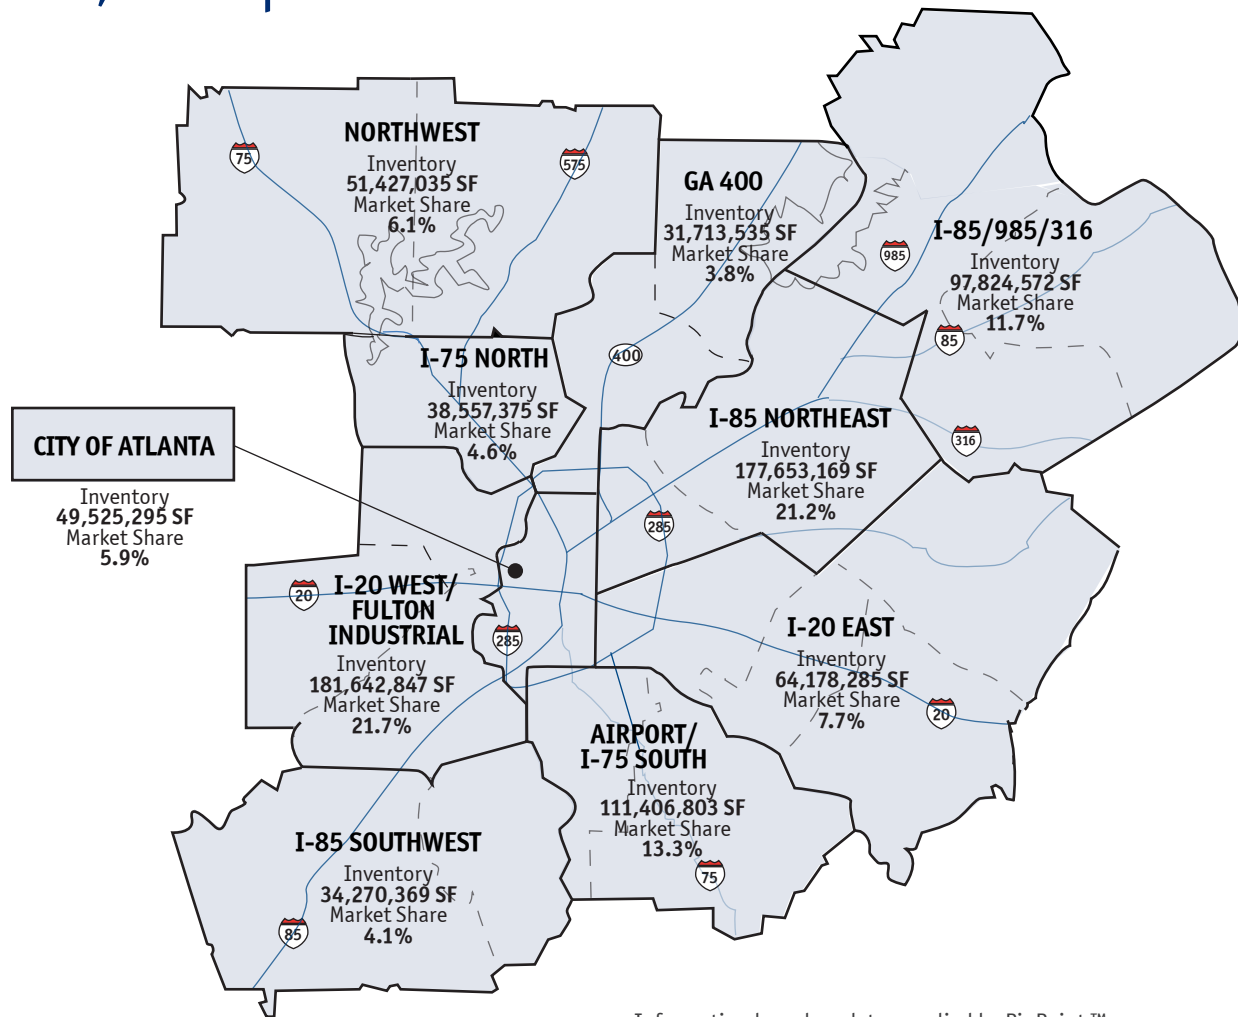 NORTHWEST
Inventory
51,427,035 SF
Market Share
6.1%
75
575
GA 400
Inventory
31,713,535 SF
Market Share
3.8%
400
I-85/985/316
Inventory
97,824,572 SF
Market Share
11.7%
985
85
316
I-75 NORTH
Inventory
38,557,375 SF
Market Share
4.6%
I-85 NORTHEAST
Inventory
177,653,169 SF
Market Share
21.2%
285
CITY OF ATLANTA
Inventory
49,525,295 SF
Market Share
5.9%
20
I-20 WEST/
FULTON
INDUSTRIAL
Inventory
181,642,847 SF
Market Share
21.7%
285
I-20 EAST
Inventory
64,178,285 SF
Market Share
7.7%
20
AIRPORT/
I-75 SOUTH
Inventory
111,406,803 SF
Market Share
13.3%
75
I-85 SOUTHWEST
Inventory
34,270,369 SF
Market Share
4.1%
85